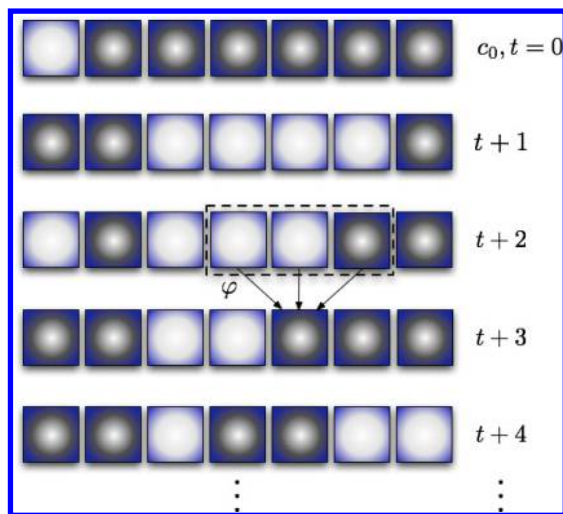 c₀, t = 0
t + 1
t + 2
φ
t + 3
t + 4
⋮ ⋮